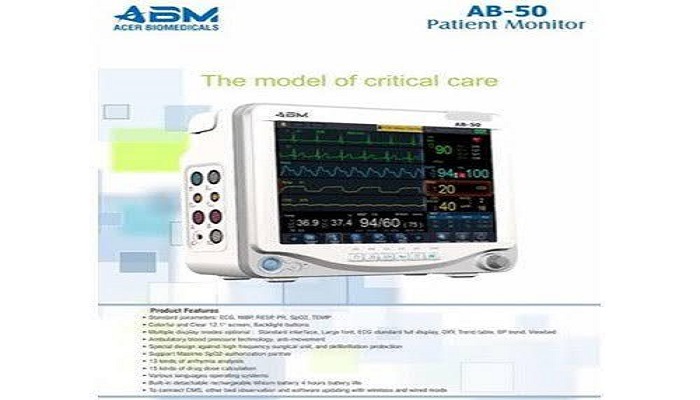 ABM
ACER BIOMEDICALS
AB-50
Patient Monitor
The model of critical care
ABM
AB-50
90
94 100
20
40
36.9 37.4 94/60 (75)
Product Features
• Standard parameters: ECG, NIBP, RESP, PR, SpO2, TEMP
• Colorful and Clear 12.1" screen, Backlight buttons
• Multiple display modes optional : Standard interface, Large font, ECG standard full display, OXY, Trend table, BP trend, Viewbed
• Ambulatory blood pressure technology, anti-movement
• Special design against high frequency surgical unit, and defibrillation protection
• Support Masimo SpO2 authorization partner
• 13 kinds of arrhymia analysis
• 15 kinds of drug dose calculation
• Various languages operating systems
• Built-in detachable rechargeable lithium battery 4 hours battery life
• To connect CMS, other bed observation and software updating with wireless and wired mods